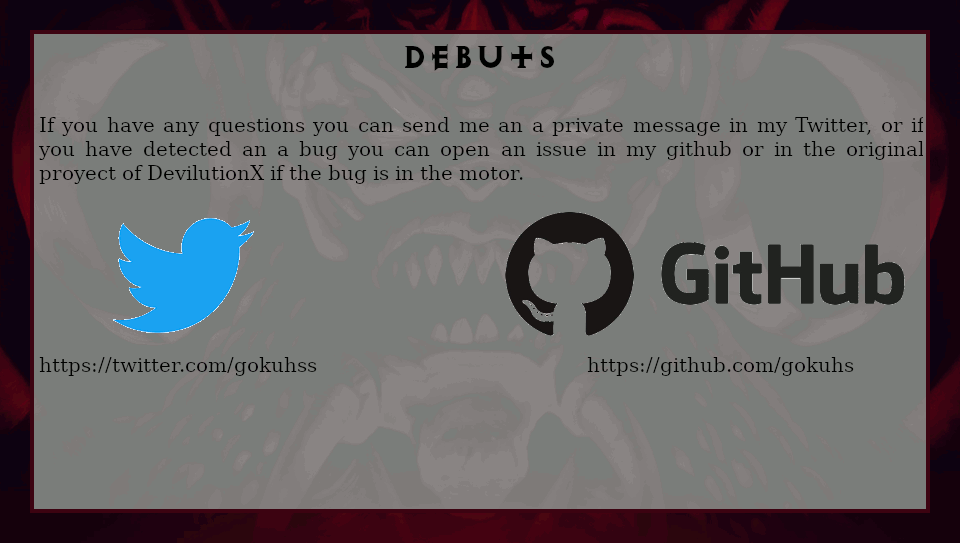 DEBUTS
If you have any questions you can send me an a private message in my Twitter, or if
you have detected an a bug you can open an issue in my github or in the original
proyect of DevilutionX if the bug is in the motor.
GitHub
https://twitter.com/gokuhss
https://github.com/gokuhs